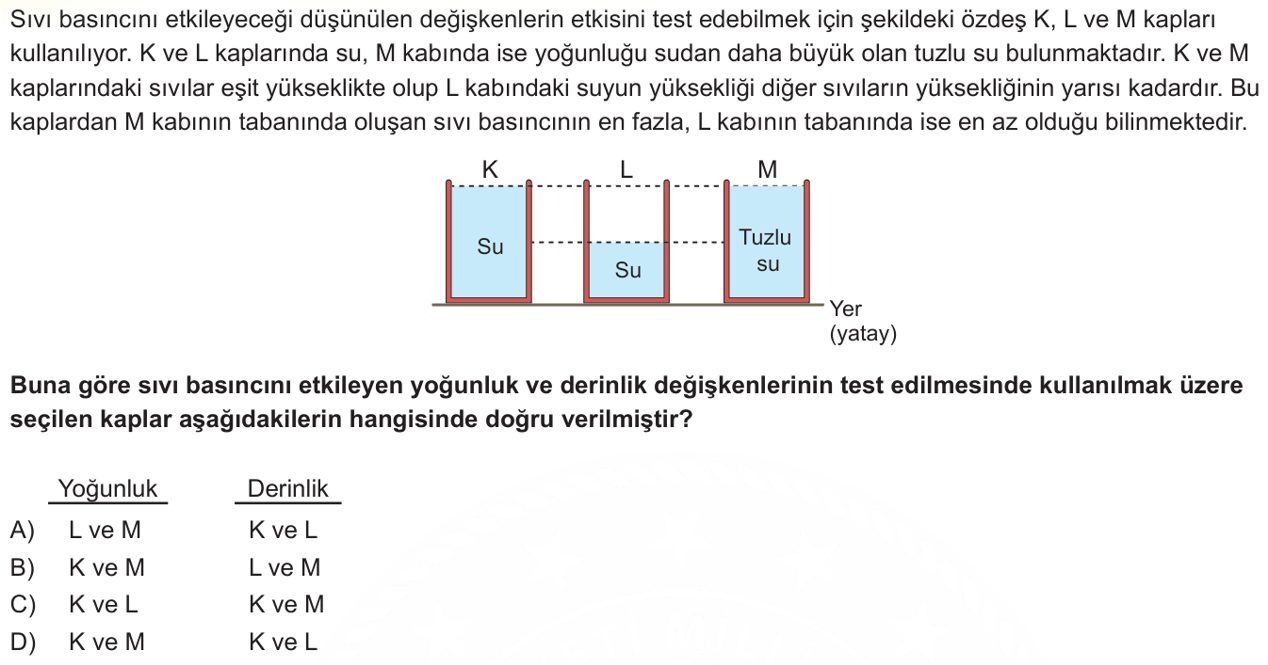 Sıvı basıncını etkileyeceği düşünülen değişkenlerin etkisini test edebilmek için şekildeki özdeş K, L ve M kapları
kullanılıyor. K ve L kaplarında su, M kabında ise yoğunluğu sudan daha büyük olan tuzlu su bulunmaktadır. K ve M
kaplarındaki sıvılar eşit yükseklikte olup L kabındaki suyun yüksekliği diğer sıvıların yüksekliğinin yarısı kadardır. Bu
kaplardan M kabının tabanında oluşan sıvı basıncının en fazla, L kabının tabanında ise en az olduğu bilinmektedir.
K L M
Su Su Tuzlu
su
Yer
(yatay)
Buna göre sıvı basıncını etkileyen yoğunluk ve derinlik değişkenlerinin test edilmesinde kullanılmak üzere
seçilen kaplar aşağıdakilerin hangisinde doğru verilmiştir?
Yoğunluk Derinlik
A) L ve M K ve L
B) K ve M L ve M
C) K ve L K ve M
D) K ve M K ve L